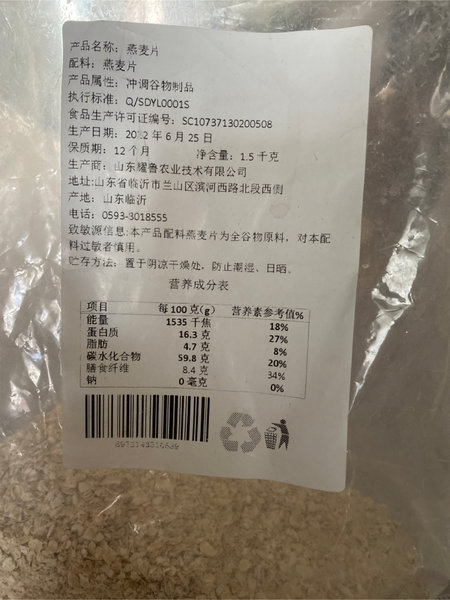 产品名称：燕麦片
配料：燕麦片
产品属性：冲调谷物制品
执行标准：Q/SDYL0001S
食品生产许可证编号：SC10737130200508
生产日期：2022年6月25日
保质期：12个月 净含量：1.5千克
生产商：山东耀鲁农业技术有限公司
地址:山东省临沂市兰山区滨河西路北段西侧
产地：山东临沂
电话：0593-3018555
致敏源信息:本产品配料燕麦片为全谷物原料，对本配
料过敏者慎用。
贮存方法：置于阴凉干燥处，防止潮湿、日晒。
营养成分表
项目 每100克(g) 营养素参考值%
能量 1535千焦 18%
蛋白质 16.3克 27%
脂肪 4.7克 8%
碳水化合物 59.8克 20%
膳食纤维 8.4克 34%
钠 0毫克 0%